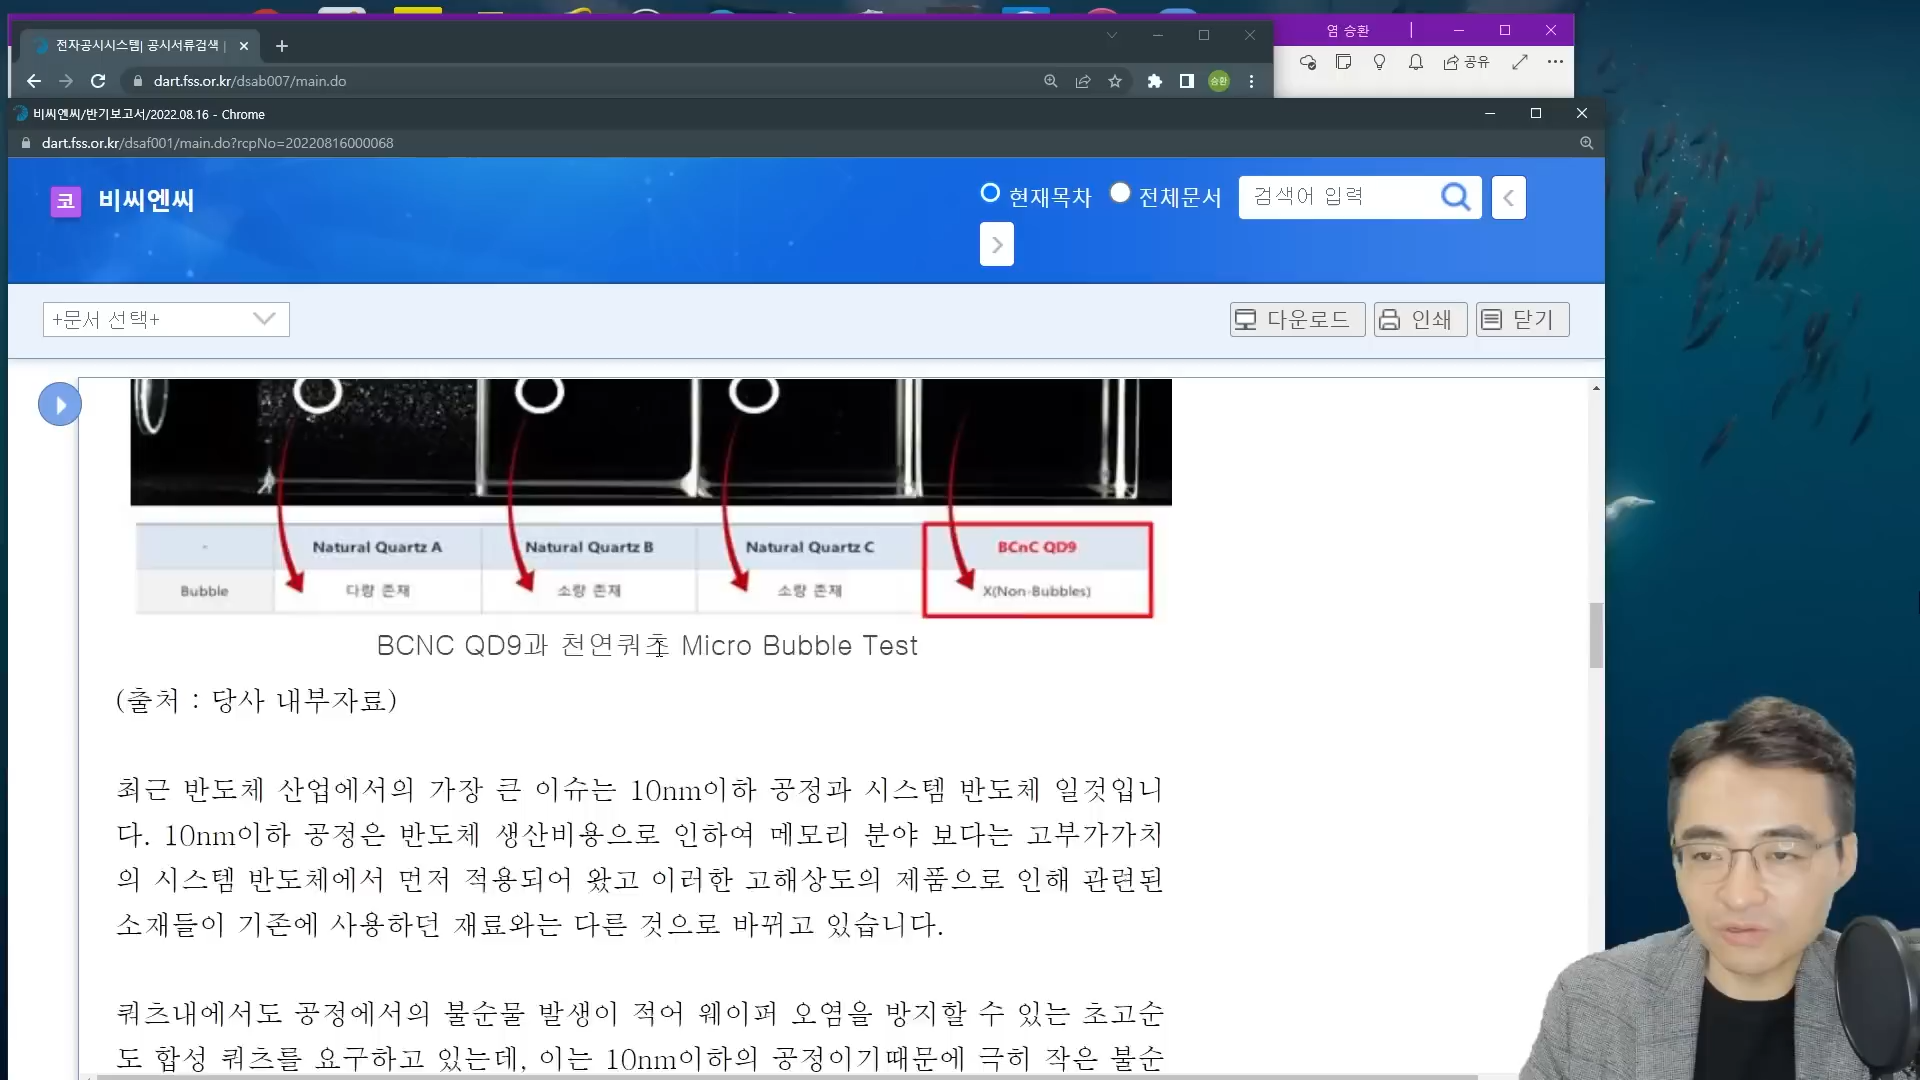 염 승환
전자공시시스템| 공시서류검색 |
dart.fss.or.kr/dsab007/main.do
승환
공유
비씨엔씨/반기보고서/2022.08.16 - Chrome
dart.fss.or.kr/dsaf001/main.do?rcpNo=20220816000068
코 비씨엔씨
현재목차 전체문서 검색어 입력
+문서 선택+
다운로드 인쇄 닫기
- Natural Quartz A Natural Quartz B Natural Quartz C BCnC QD9
Bubble 다량 존재 소량 존재 소량 존재 X(Non-Bubbles)
BCNC QD9과 천연쿼츠 Micro Bubble Test
(출처 : 당사 내부자료)
최근 반도체 산업에서의 가장 큰 이슈는 10nm이하 공정과 시스템 반도체 일것입니
다. 10nm이하 공정은 반도체 생산비용으로 인하여 메모리 분야 보다는 고부가가치
의 시스템 반도체에서 먼저 적용되어 왔고 이러한 고해상도의 제품으로 인해 관련된
소재들이 기존에 사용하던 재료와는 다른 것으로 바뀌고 있습니다.
쿼츠내에서도 공정에서의 불순물 발생이 적어 웨이퍼 오염을 방지할 수 있는 초고순
도 합성 쿼츠를 요구하고 있는데, 이는 10nm이하의 공정이기때문에 극히 작은 불순